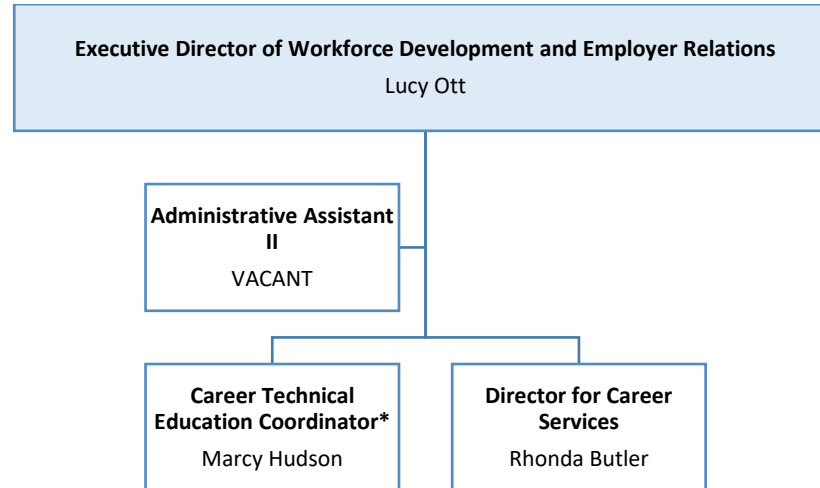 Executive Director of Workforce Development and Employer Relations
Lucy Ott
Administrative Assistant
II
VACANT
Career Technical
Education Coordinator*
Marcy Hudson
Director for Career
Services
Rhonda Butler